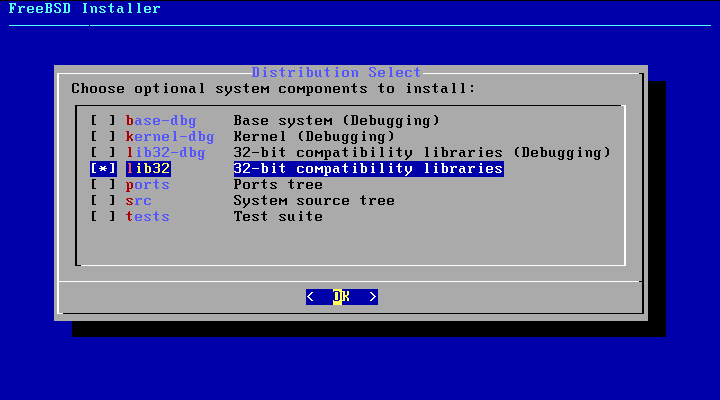 FreeBSD Installer
Distribution Select
Choose optional system components to install:
[ ] base-dbg Base system (Debugging)
[ ] kernel-dbg Kernel (Debugging)
[ ] lib32-dbg 32-bit compatibility libraries (Debugging)
[*] lib32 32-bit compatibility libraries
[ ] ports Ports tree
[ ] src System source tree
[ ] tests Test suite
< OK >